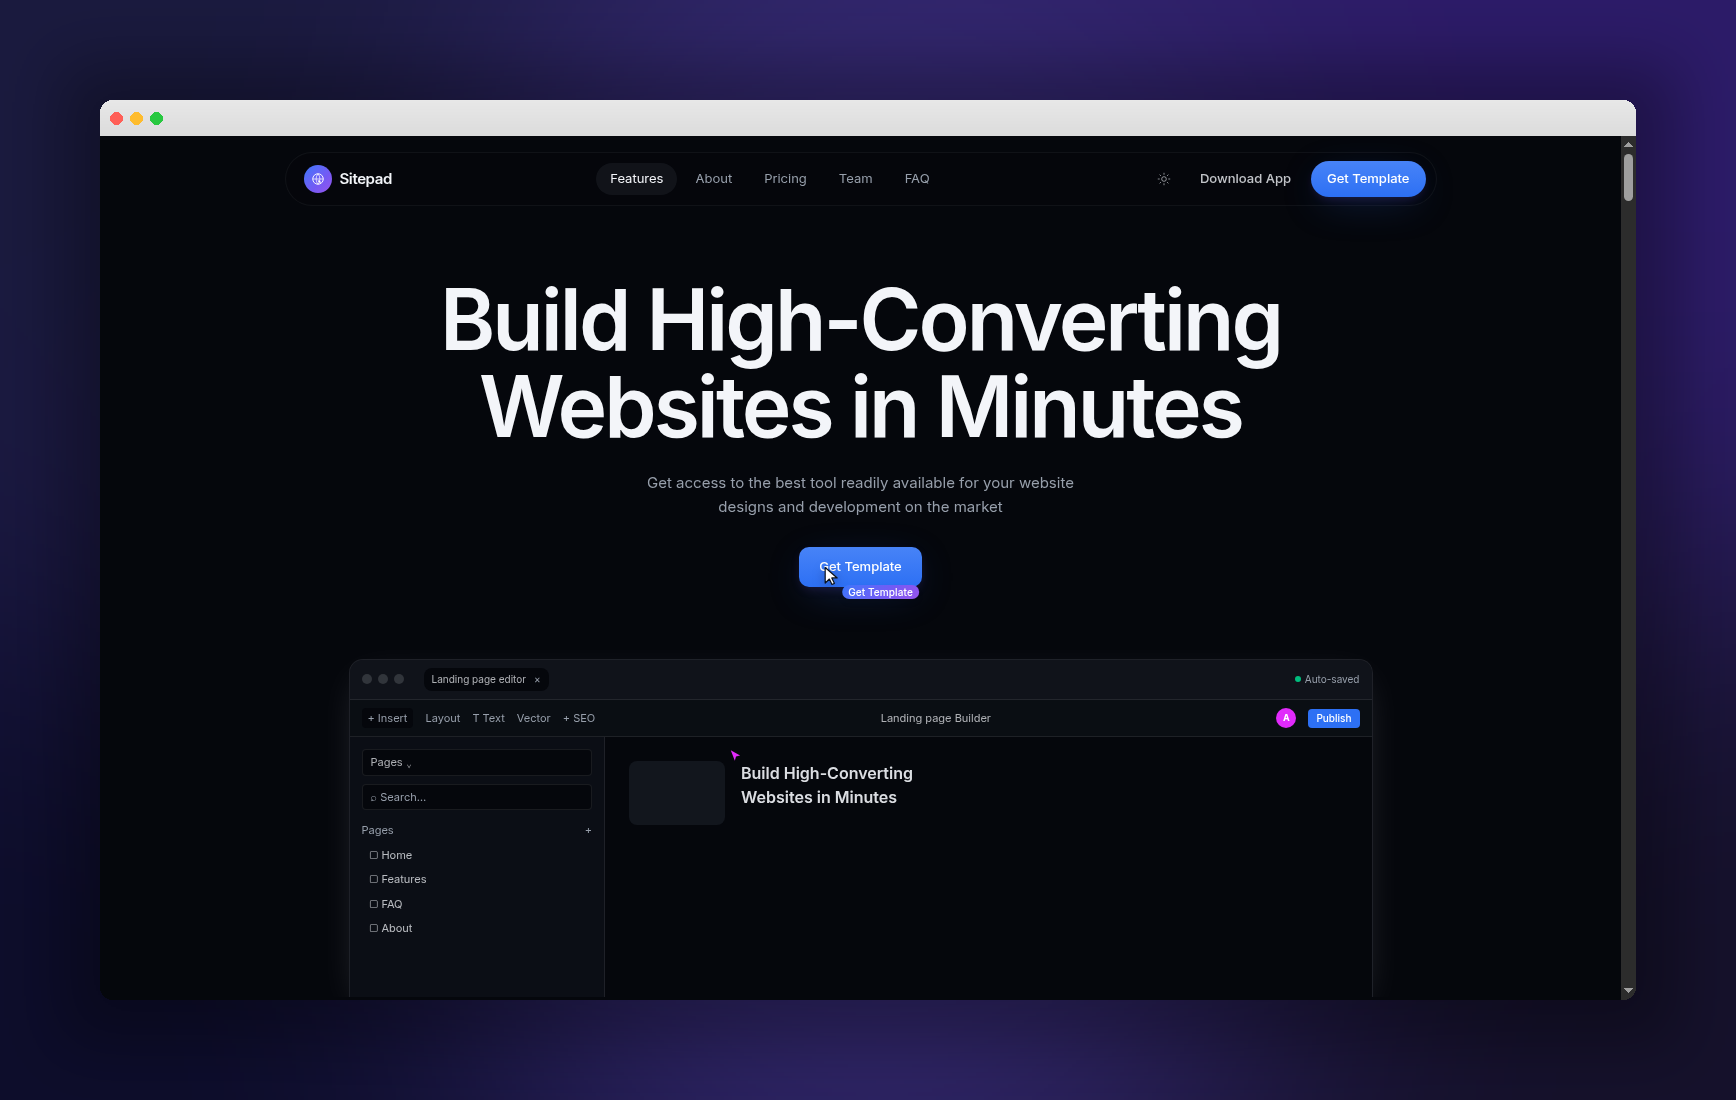 Sitepad
Features About Pricing Team FAQ
Download App
Get Template
Build High-Converting
Websites in Minutes
Get access to the best tool readily available for your website
designs and development on the market
Get Template
Get Template
Landing page editor ×
Auto-saved
+ Insert Layout T Text Vector + SEO
Landing page Builder
A
Publish
Pages ⌄
⌕ Search...
Pages +
Home
Features
FAQ
About
Build High-Converting
Websites in Minutes